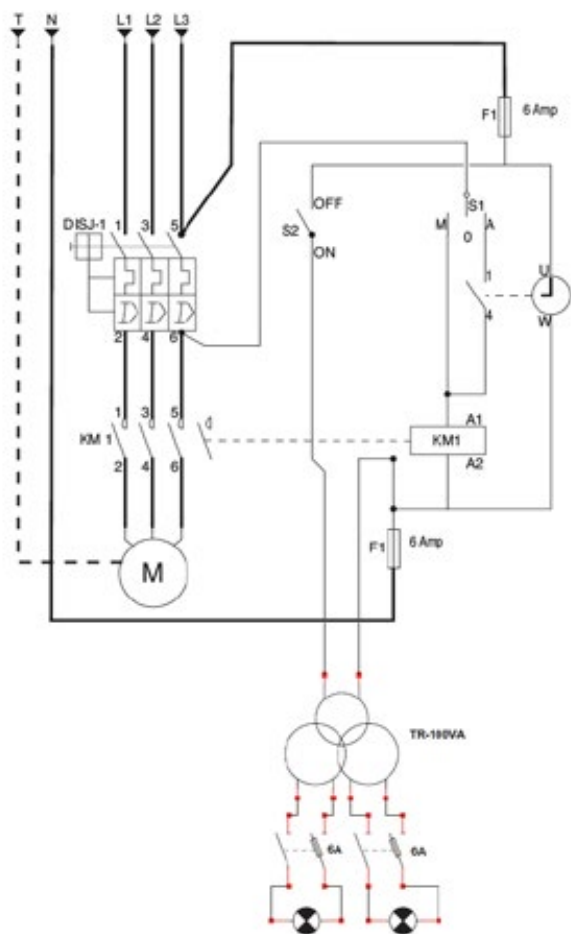 T N L1 L2 L3
F1 6 Amp
OFF
S1
DISJ-1 1 3 5
S2
M 0 A
ON
1
U
4
W
2 4 6
1 3 5
A1
KM 1
KM1
2 4 6
A2
F1 6 Amp
M
TR-100VA
6A 6A